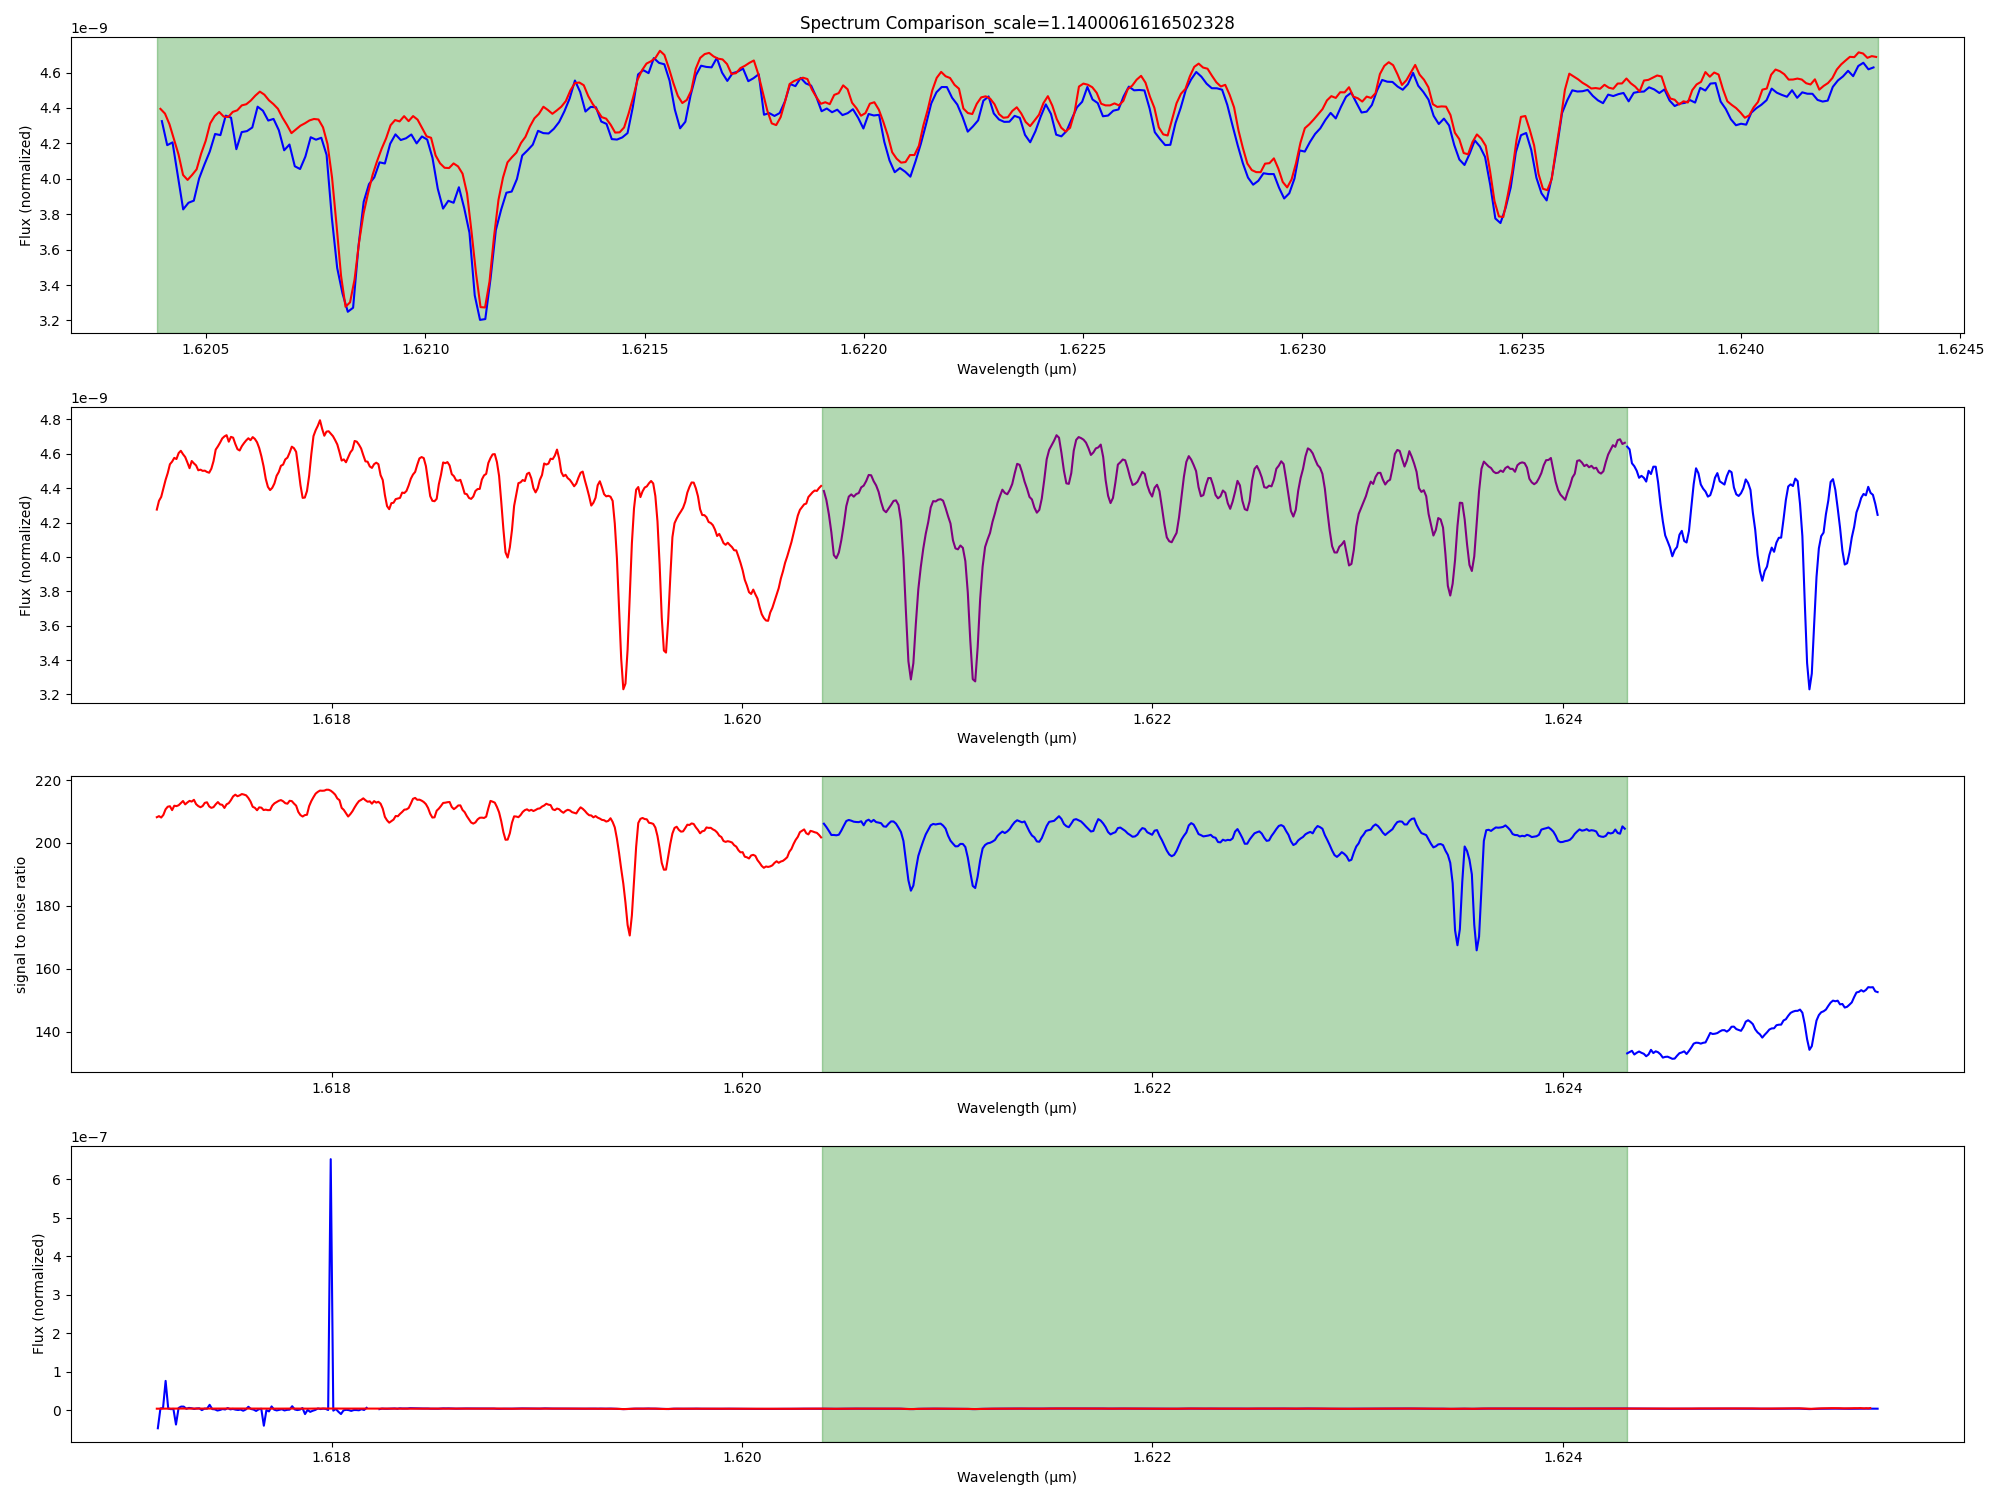 Spectrum Comparison_scale=1.1400061616502328
1e−9
4.6
4.4
4.2
4.0
3.8
3.6
3.4
3.2
Flux (normalized)
1.6205 1.6210 1.6215 1.6220 1.6225 1.6230 1.6235 1.6240 1.6245
Wavelength (µm)
1e−9
4.8
4.6
4.4
4.2
4.0
3.8
3.6
3.4
3.2
Flux (normalized)
1.618 1.620 1.622 1.624
Wavelength (µm)
220
200
180
160
140
signal to noise ratio
1.618 1.620 1.622 1.624
Wavelength (µm)
1e−7
6
5
4
3
2
1
0
Flux (normalized)
1.618 1.620 1.622 1.624
Wavelength (µm)